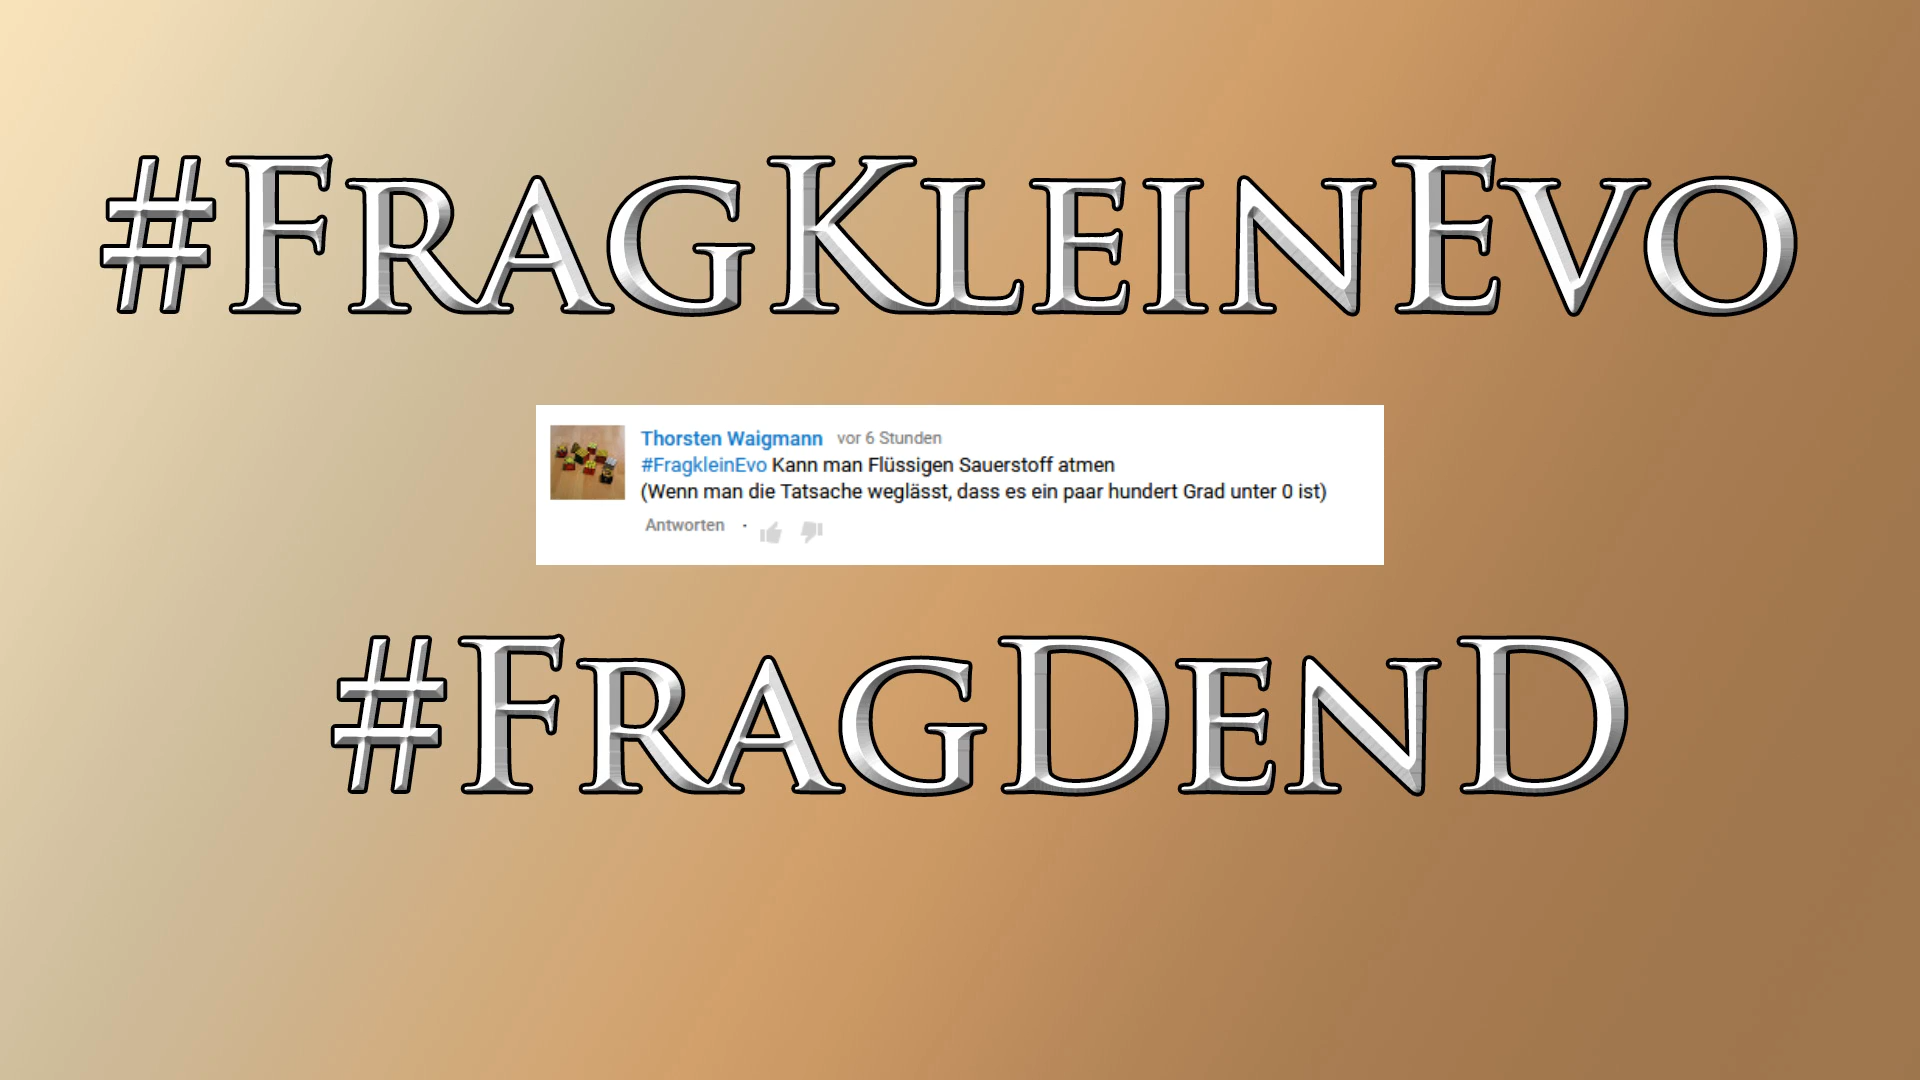 #FragKleinEvo
Thorsten Waigmann vor 6 Stunden
#FragkleinEvo Kann man Flüssigen Sauerstoff atmen
(Wenn man die Tatsache weglässt, dass es ein paar hundert Grad unter 0 ist)
Antworten ·
#FragDenD